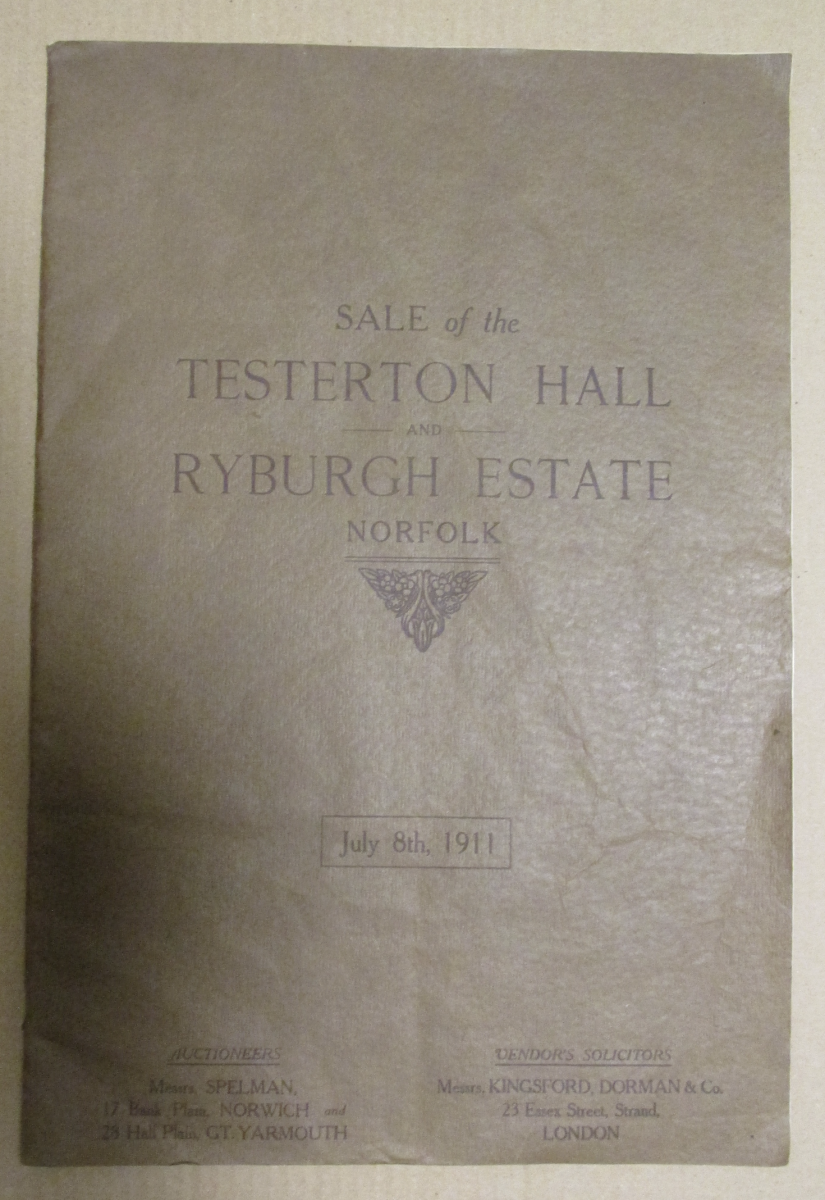 SALE of the
TESTERTON HALL
AND
RYBURGH ESTATE
NORFOLK
July 8th, 1911
AUCTIONEERS
Messrs. SPELMAN,
17 Bank Plain, NORWICH and
28 Hall Plain, GT. YARMOUTH
VENDOR'S SOLICITORS
Messrs. KINGSFORD, DORMAN & Co.
23 Essex Street, Strand,
LONDON